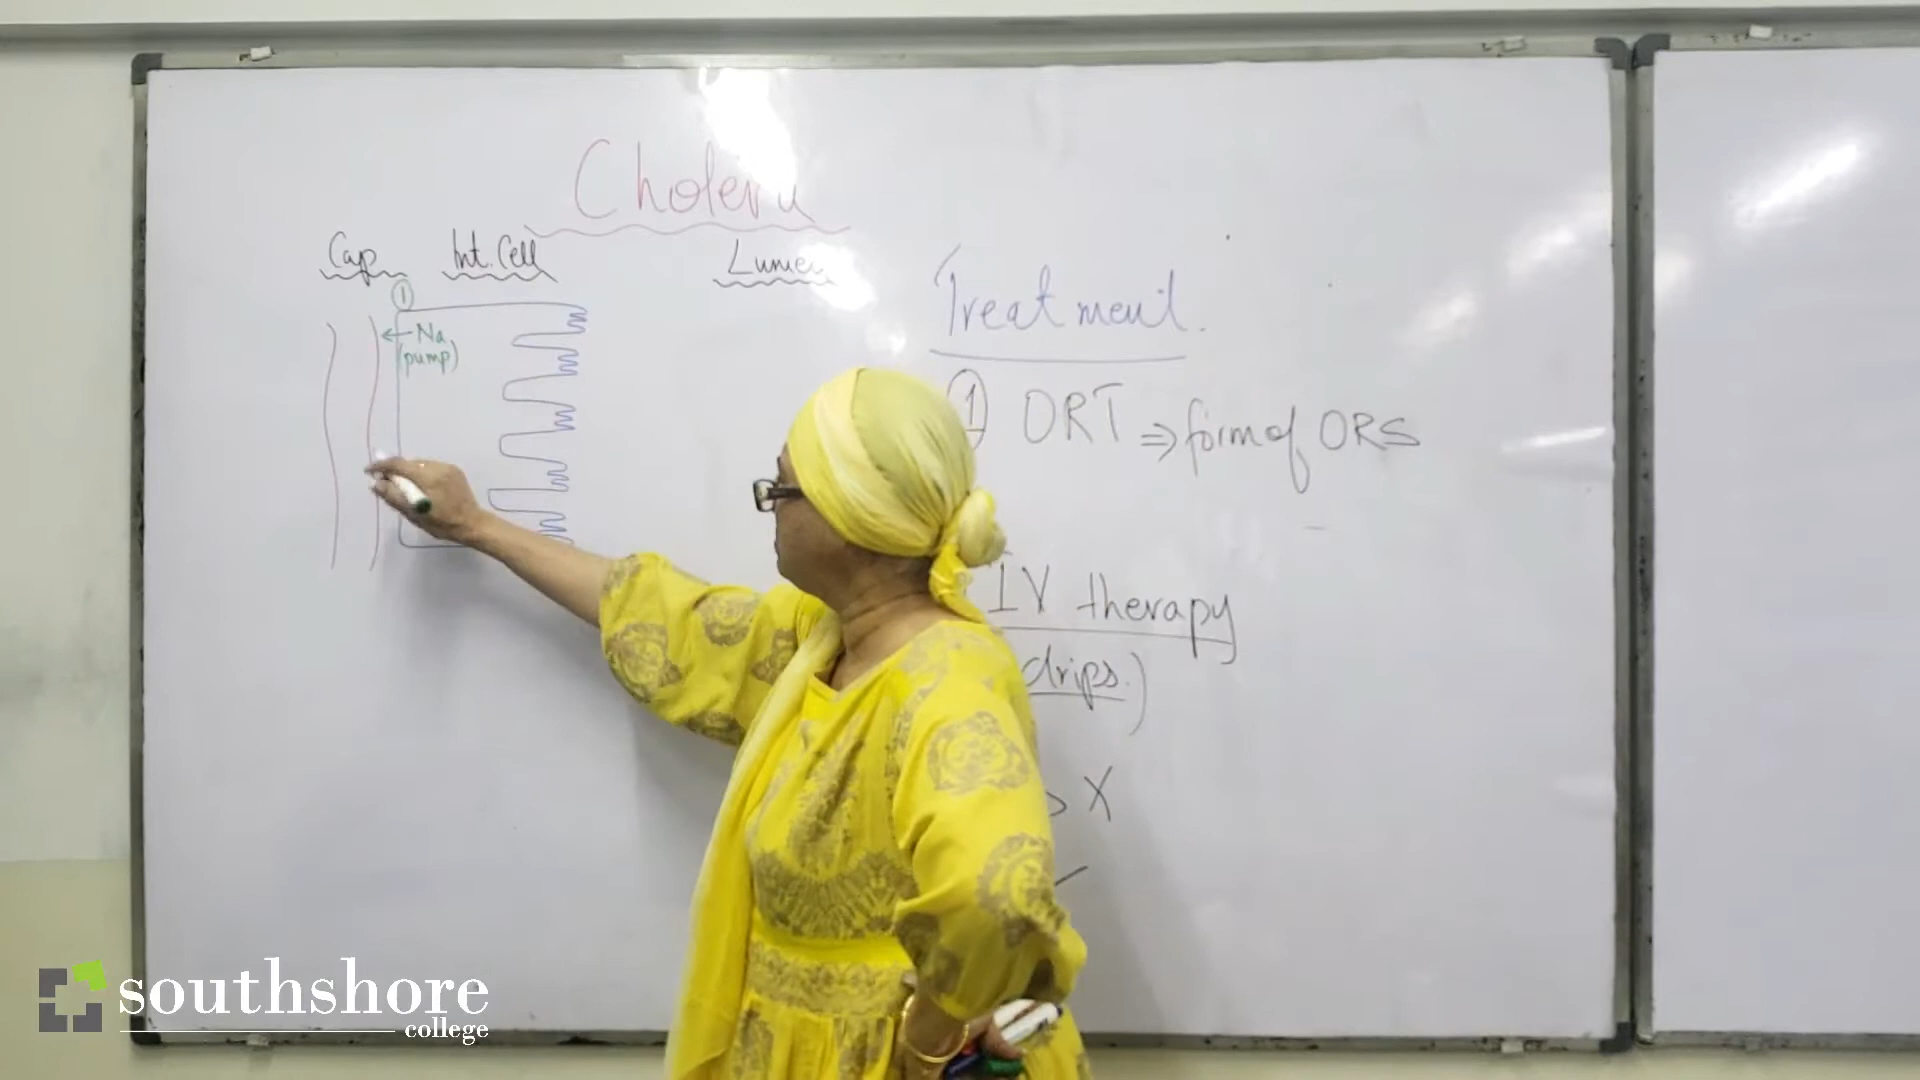 Cholera
Cap
Int. Cell
Lumen
①
← Na
(pump)
Treatment.
① ORT ⇒ form of ORS
IV therapy
drips.)
X
southshore
college